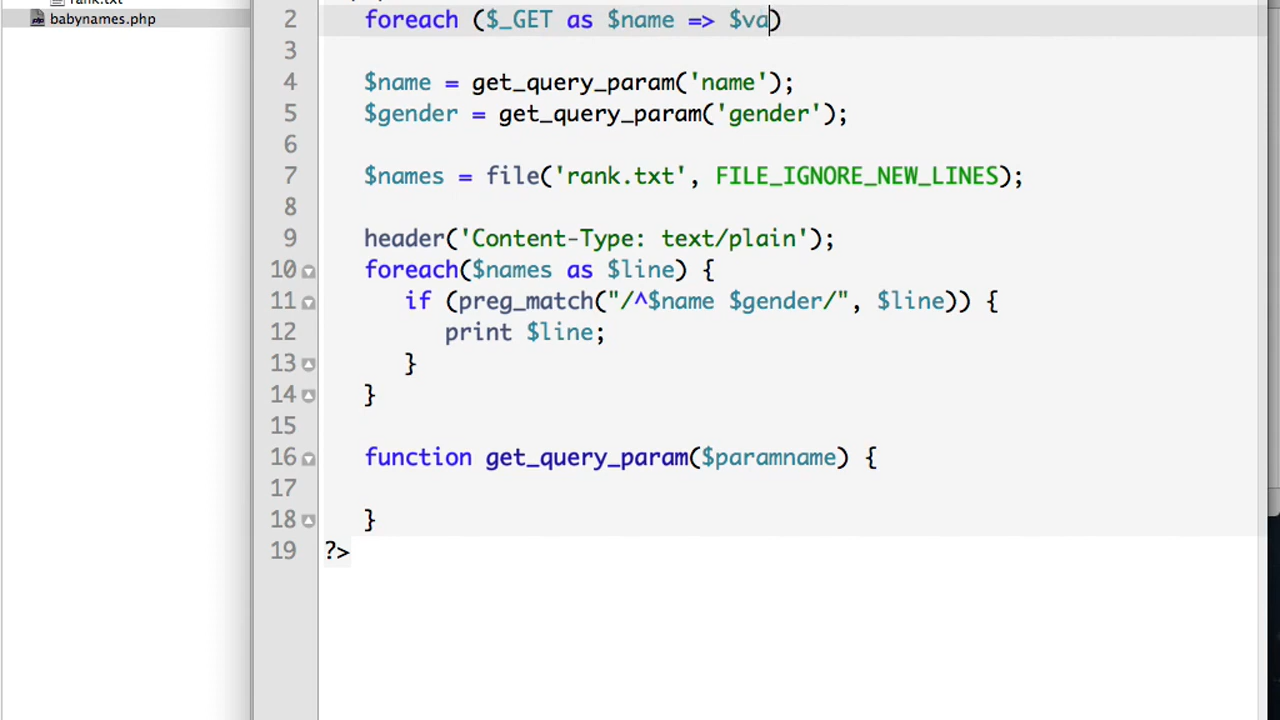 rank.txt
babynames.php
2 foreach ($_GET as $name => $va)
3
4 $name = get_query_param('name');
5 $gender = get_query_param('gender');
6
7 $names = file('rank.txt', FILE_IGNORE_NEW_LINES);
8
9 header('Content-Type: text/plain');
10 foreach($names as $line) {
11 if (preg_match("/^$name $gender/", $line)) {
12 print $line;
13 }
14 }
15
16 function get_query_param($paramname) {
17
18 }
19 ?>